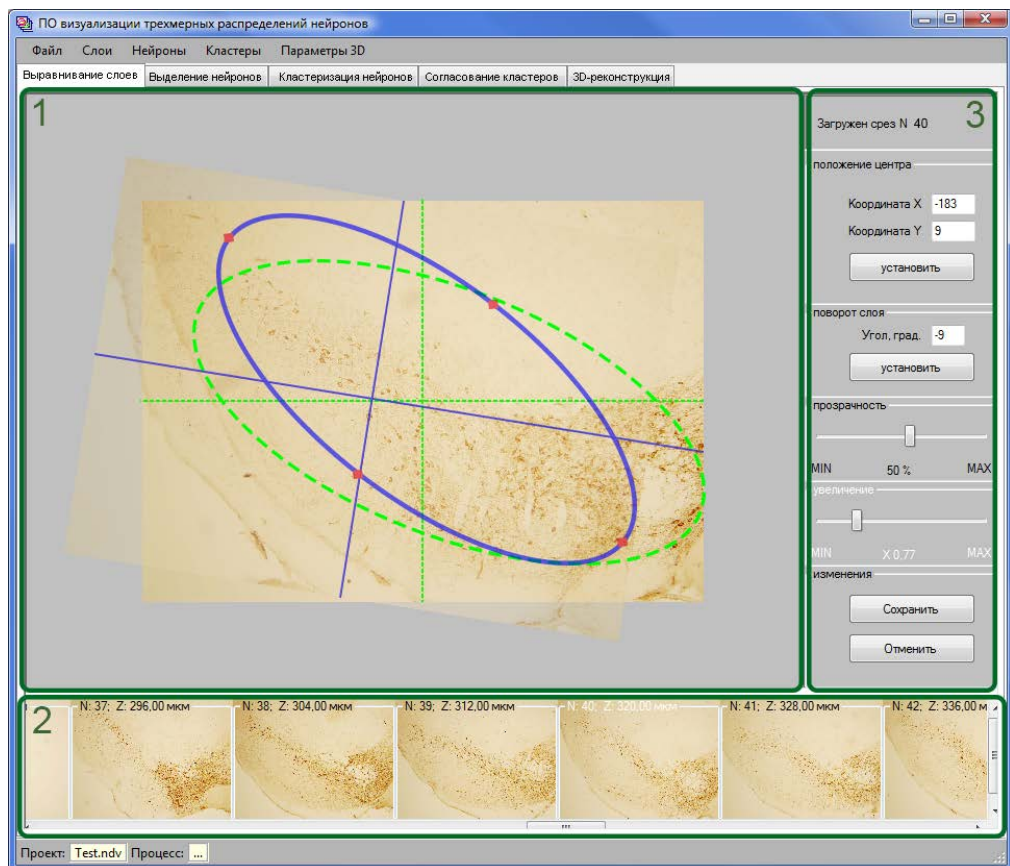 ПО визуализации трехмерных распределений нейронов
Файл Слои Нейроны Кластеры Параметры 3D
Выравнивание слоев Выделение нейронов Кластеризация нейронов Согласование кластеров 3D-реконструкция
1
3
Загружен срез N 40
положение центра
Координата X -183
Координата Y 9
установить
поворот слоя
Угол, град. -9
установить
прозрачность
MIN 50 % MAX
увеличение
MIN X 0.77 MAX
изменения
Сохранить
Отменить
2
N: 37; Z: 296,00 мкм N: 38; Z: 304,00 мкм N: 39; Z: 312,00 мкм N: 40; Z: 320,00 мкм N: 41; Z: 328,00 мкм N: 42; Z: 336,00 м
Проект: Test.ndv Процесс: ...